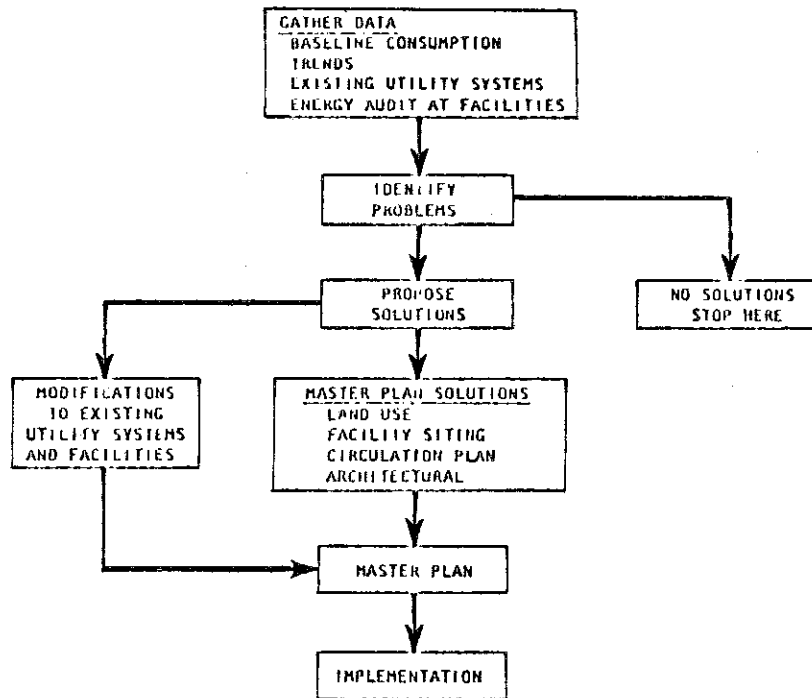 GATHER DATA
BASELINE CONSUMPTION
TRENDS
EXISTING UTILITY SYSTEMS
ENERGY AUDIT AT FACILITIES
IDENTIFY
PROBLEMS
PROPOSE
SOLUTIONS
NO SOLUTIONS
STOP HERE
MODIFICATIONS
TO EXISTING
UTILITY SYSTEMS
AND FACILITIES
MASTER PLAN SOLUTIONS
LAND USE
FACILITY SITING
CIRCULATION PLAN
ARCHITECTURAL
MASTER PLAN
IMPLEMENTATION